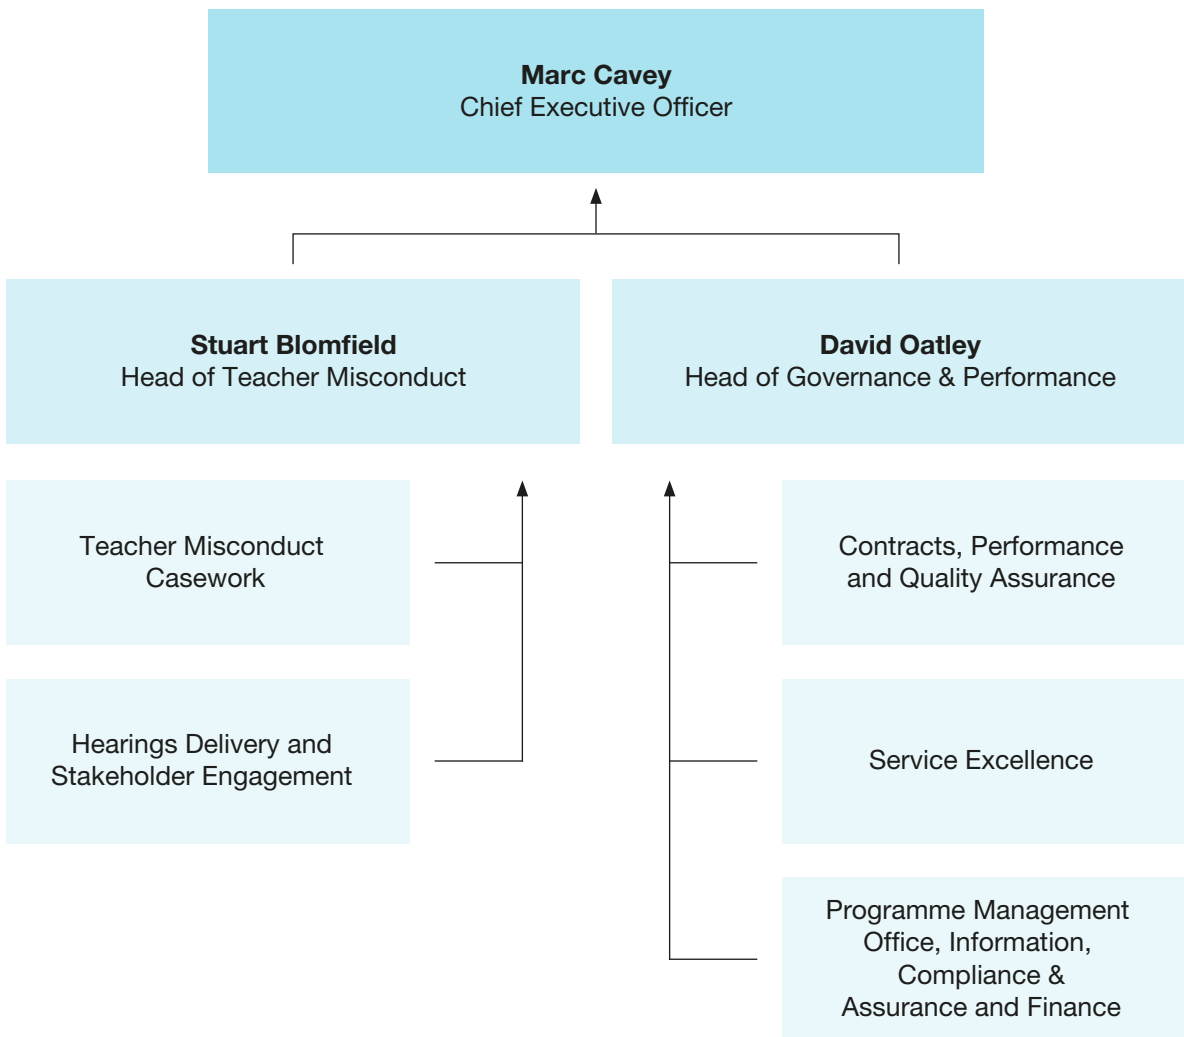 Marc Cavey
Chief Executive Officer
Stuart Blomfield
Head of Teacher Misconduct
David Oatley
Head of Governance & Performance
Teacher Misconduct
Casework
Contracts, Performance
and Quality Assurance
Hearings Delivery and
Stakeholder Engagement
Service Excellence
Programme Management
Office, Information,
Compliance &
Assurance and Finance